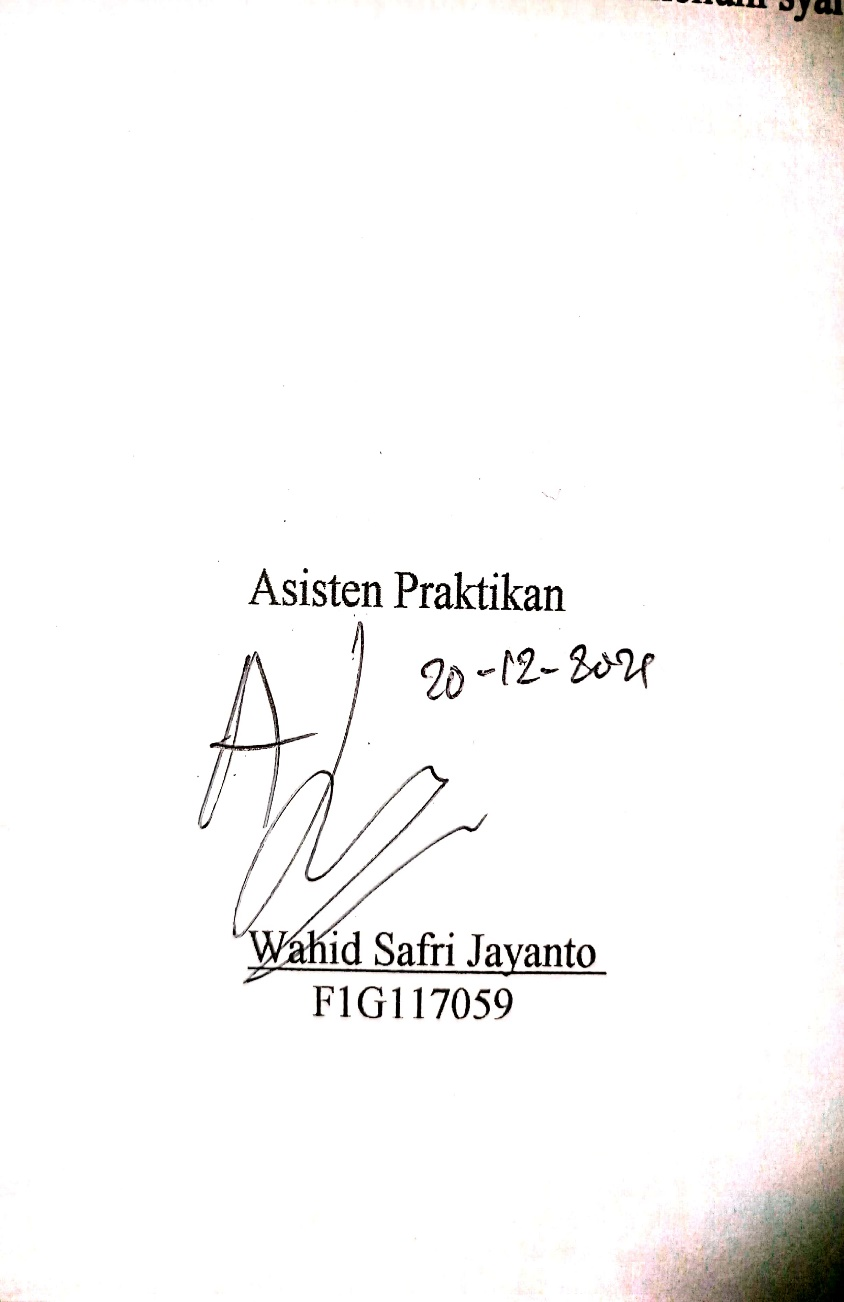 Asisten Praktikan
20-12-2021
Wahid Safri Jayanto
F1G117059